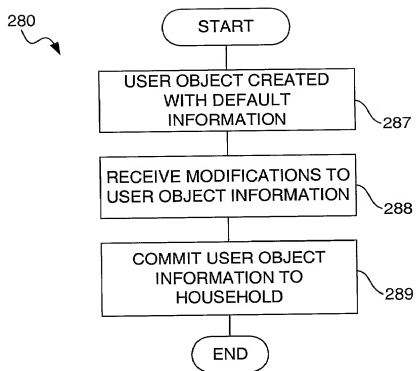 280
START
USER OBJECT CREATED
WITH DEFAULT
INFORMATION
287
RECEIVE MODIFICATIONS TO
USER OBJECT INFORMATION
288
COMMIT USER OBJECT
INFORMATION TO
HOUSEHOLD
289
END